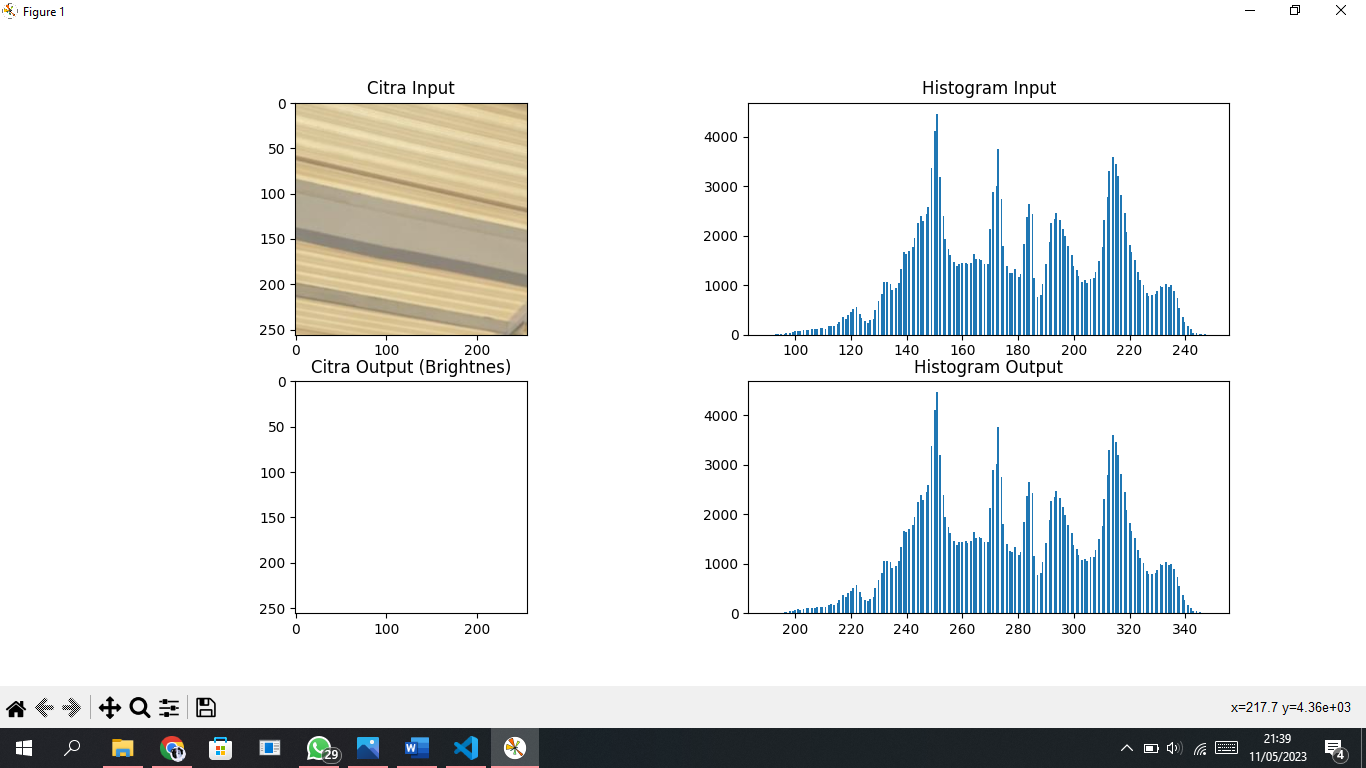 Figure 1
Citra Input
0
50
100
150
200
250
0 100 200
Histogram Input
4000
3000
2000
1000
0
100 120 140 160 180 200 220 240
Citra Output (Brightnes)
0
50
100
150
200
250
0 100 200
Histogram Output
4000
3000
2000
1000
0
200 220 240 260 280 300 320 340
x=217.7 y=4.36e+03
29
W
21:39
11/05/2023
4